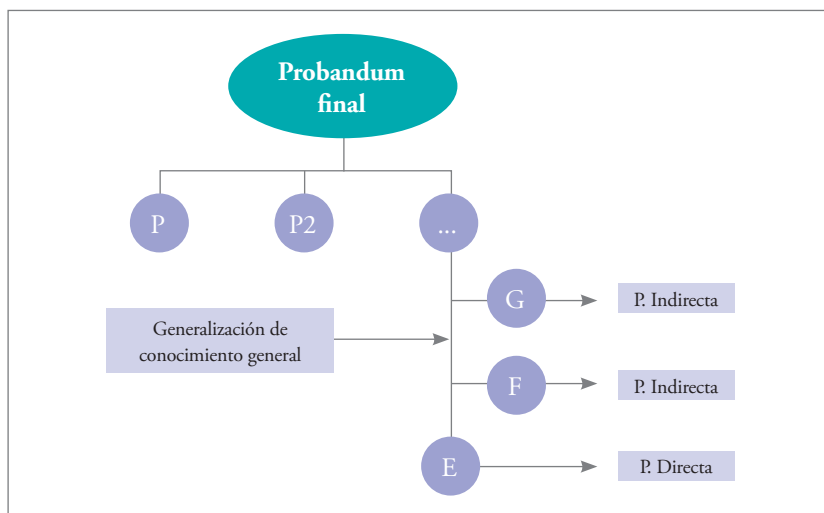 Probandum
final
P
P2
...
G
P. Indirecta
Generalización de
conocimiento general
F
P. Indirecta
E
P. Directa